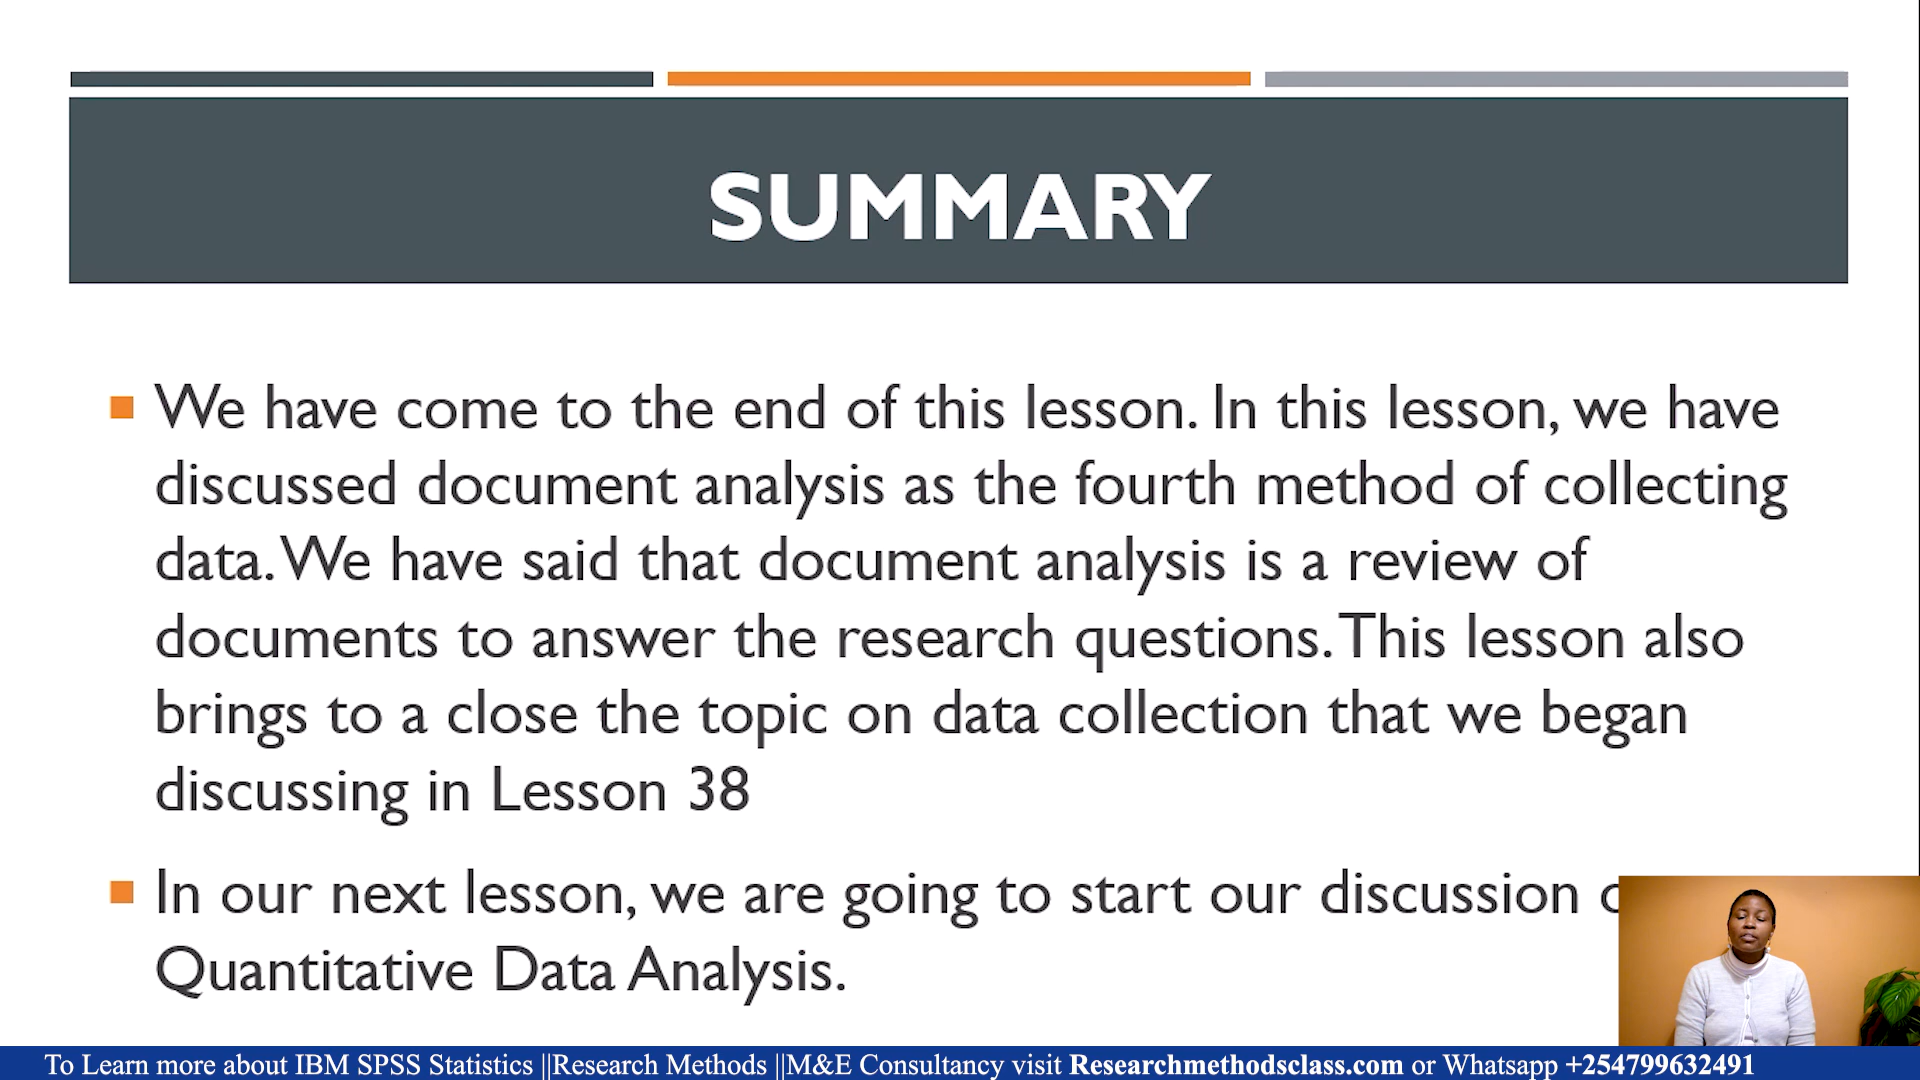 SUMMARY
We have come to the end of this lesson. In this lesson, we have
discussed document analysis as the fourth method of collecting
data. We have said that document analysis is a review of
documents to answer the research questions. This lesson also
brings to a close the topic on data collection that we began
discussing in Lesson 38
In our next lesson, we are going to start our discussion
Quantitative Data Analysis.
To Learn more about IBM SPSS Statistics ||Research Methods ||M&E Consultancy visit Researchmethodsclass.com or Whatsapp +254799632491